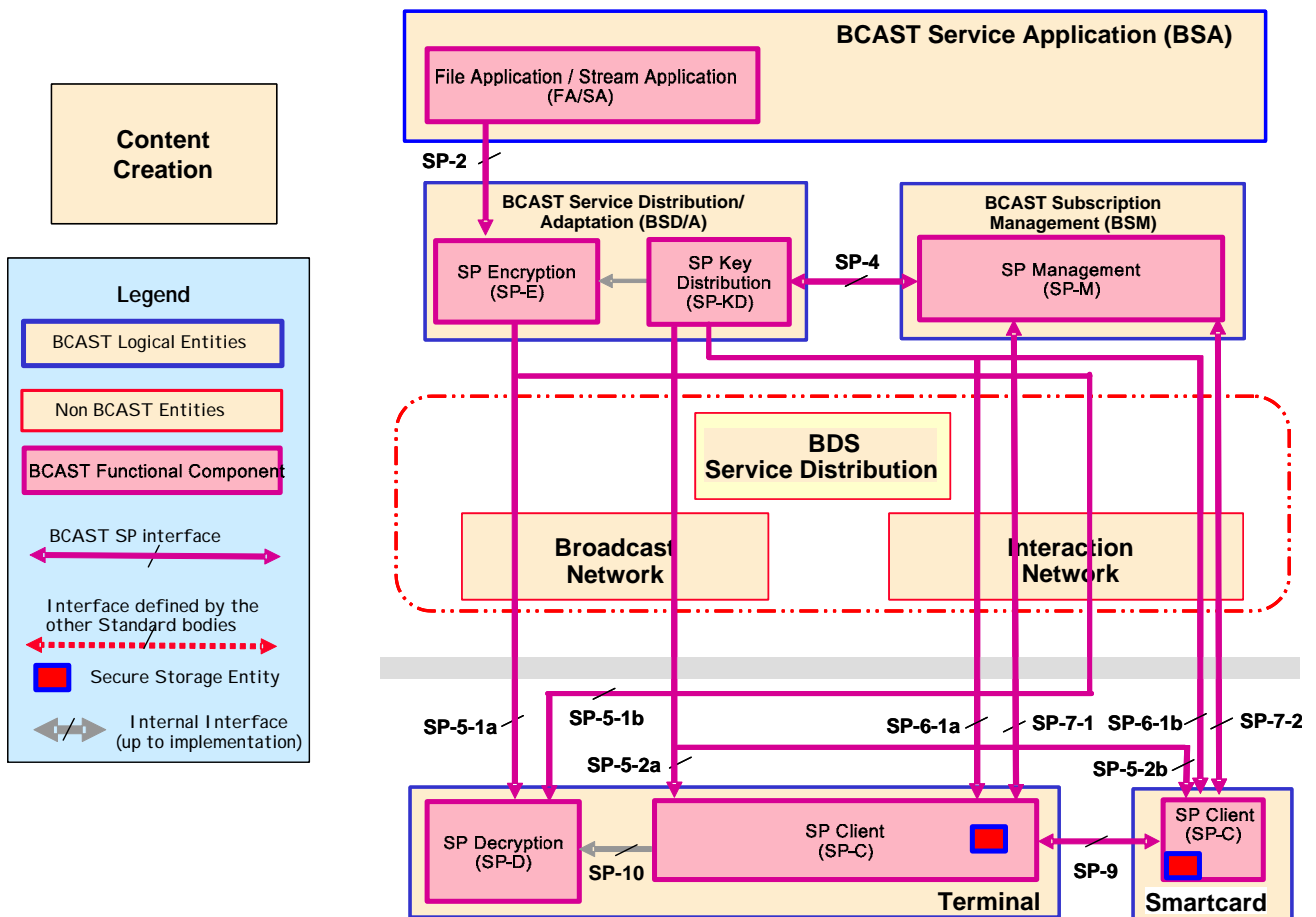 BCAST Service Application (BSA)
File Application / Stream Application
(FA/SA)
Content
Creation
SP-2
BCAST Service Distribution/
Adaptation (BSD/A)
BCAST Subscription
Management (BSM)
SP Encryption
(SP-E)
SP Key
Distribution
(SP-KD)
SP-4
SP Management
(SP-M)
Legend
BCAST Logical Entities
Non BCAST Entities
BCAST Functional Component
BCAST SP interface
Interface defined by the
other Standard bodies
Secure Storage Entity
Internal Interface
(up to implementation)
BDS
Service Distribution
Broadcast
Network
Interaction
Network
SP-5-1a
SP-5-1b
SP-6-1a
SP-7-1
SP-6-1b
SP-7-2
SP-5-2a
SP-5-2b
SP Decryption
(SP-D)
SP-10
SP Client
(SP-C)
SP-9
SP Client
(SP-C)
Terminal
Smartcard